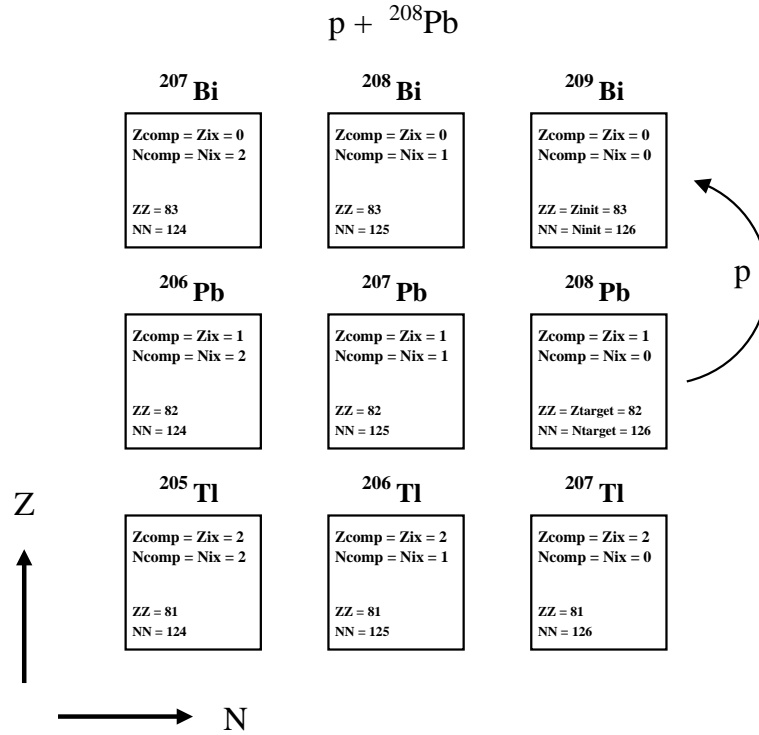 p + ²⁰⁸Pb
²⁰⁷Bi
Zcomp = Zix = 0
Ncomp = Nix = 2
ZZ = 83
NN = 124
²⁰⁸Bi
Zcomp = Zix = 0
Ncomp = Nix = 1
ZZ = 83
NN = 125
²⁰⁹Bi
Zcomp = Zix = 0
Ncomp = Nix = 0
ZZ = Zinit = 83
NN = Ninit = 126
p
²⁰⁶Pb
Zcomp = Zix = 1
Ncomp = Nix = 2
ZZ = 82
NN = 124
²⁰⁷Pb
Zcomp = Zix = 1
Ncomp = Nix = 1
ZZ = 82
NN = 125
²⁰⁸Pb
Zcomp = Zix = 1
Ncomp = Nix = 0
ZZ = Ztarget = 82
NN = Ntarget = 126
²⁰⁵Tl
Zcomp = Zix = 2
Ncomp = Nix = 2
ZZ = 81
NN = 124
²⁰⁶Tl
Zcomp = Zix = 2
Ncomp = Nix = 1
ZZ = 81
NN = 125
²⁰⁷Tl
Zcomp = Zix = 2
Ncomp = Nix = 0
ZZ = 81
NN = 126
Z
N